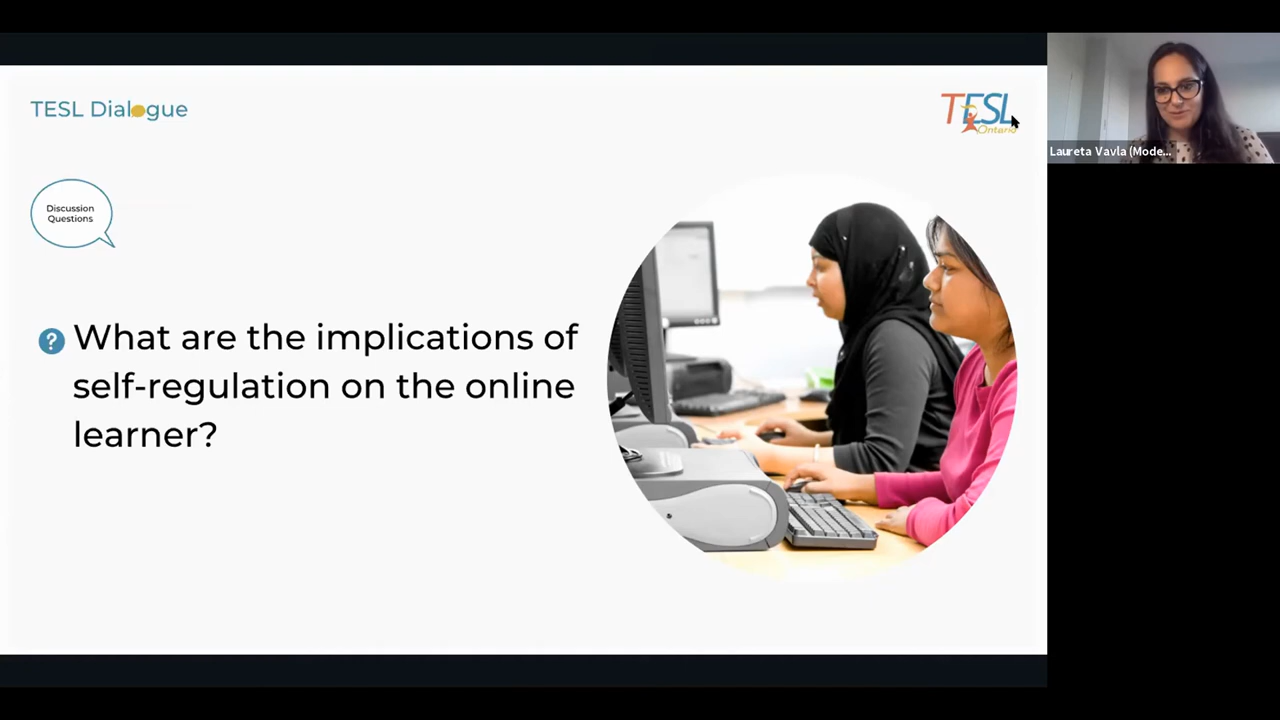 TESL Dialogue
TESL
Ontario
Laureta Vavla (Mode...
Discussion
Questions
?
What are the implications of
self-regulation on the online
learner?